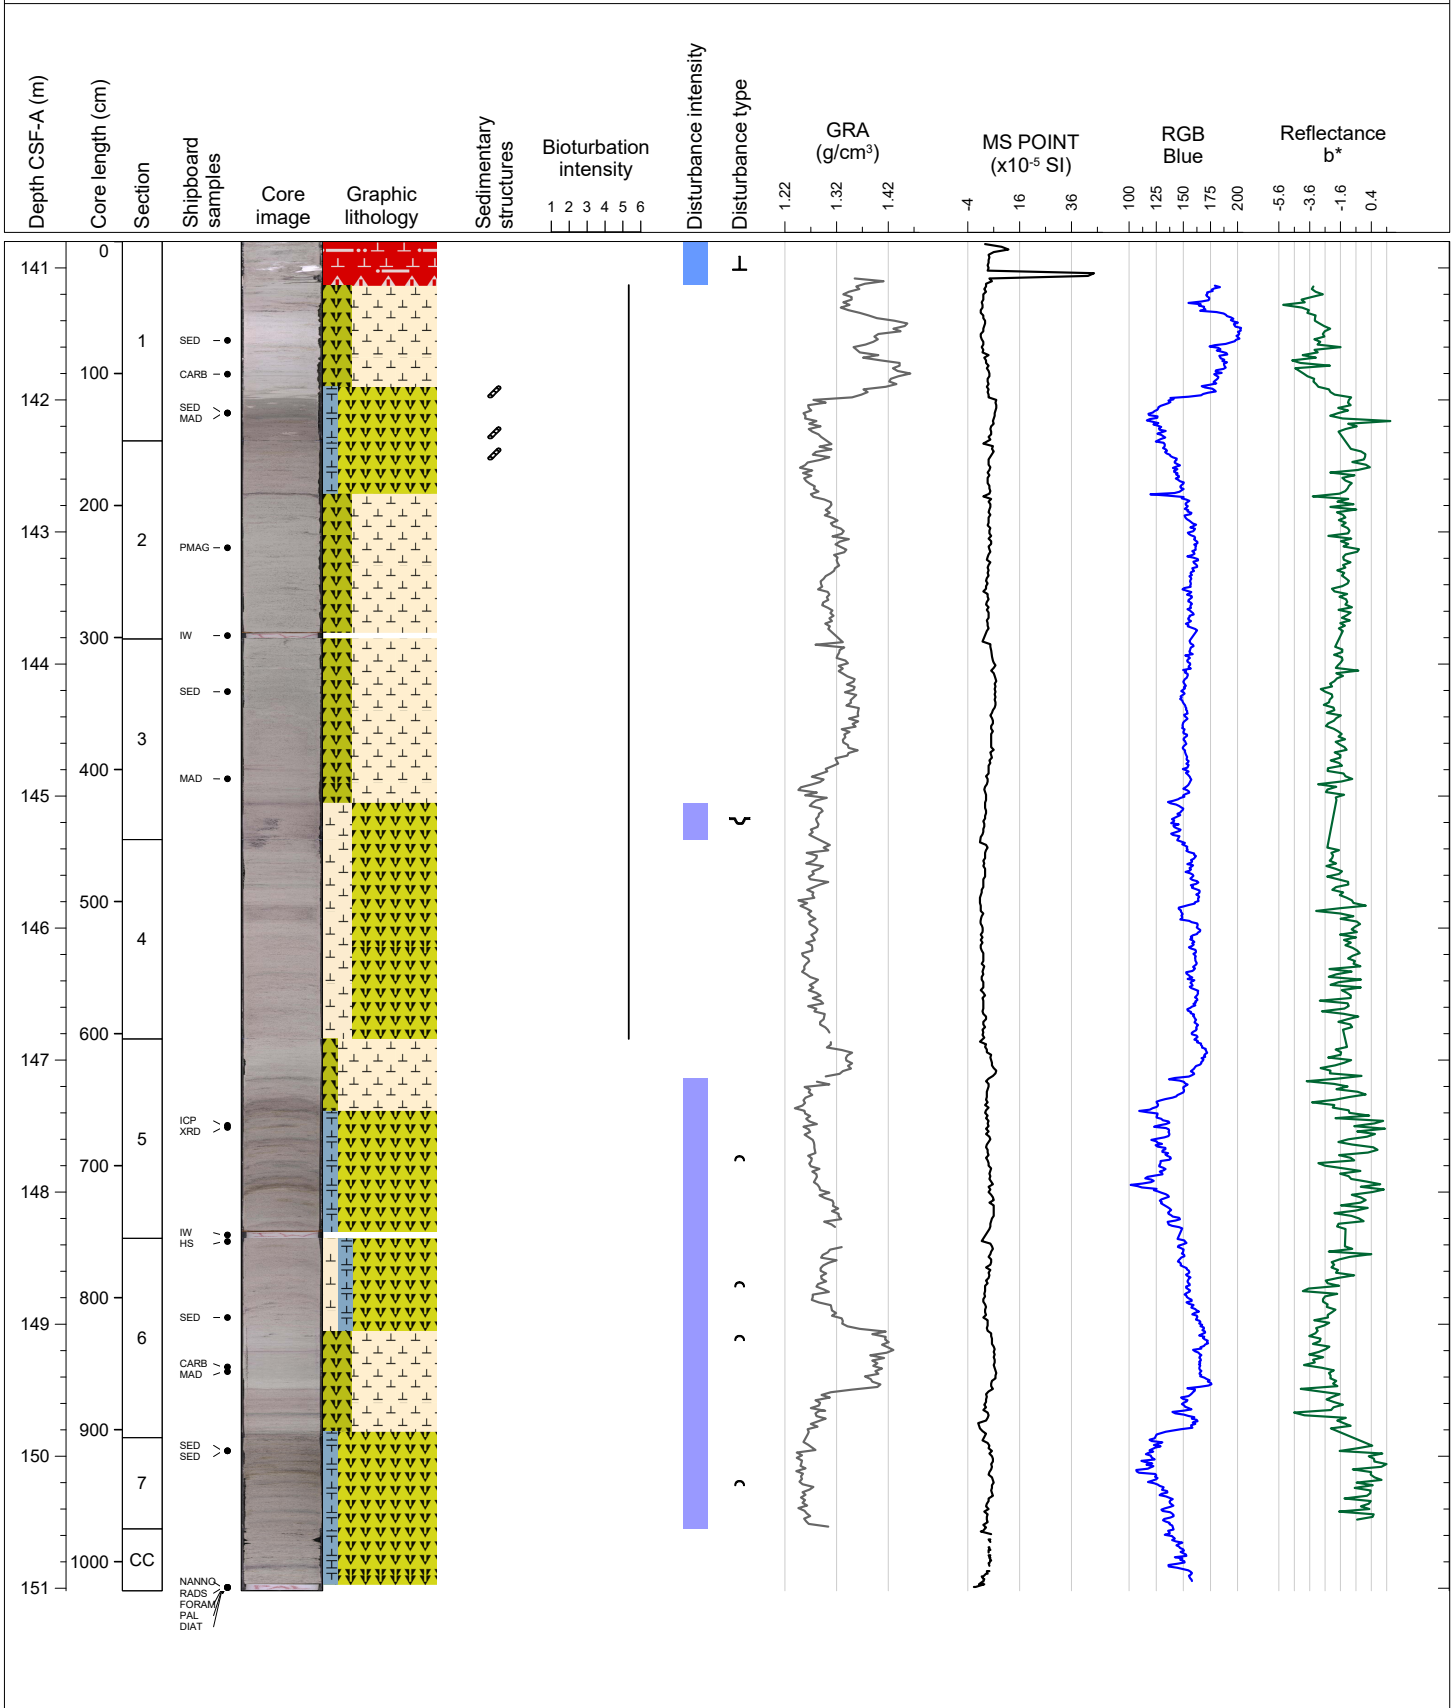 Depth CSF-A (m)
Core length (cm)
Section
Shipboard
samples
Core
image
Graphic
lithology
Sedimentary
structures
Bioturbation
intensity
1 2 3 4 5 6
Disturbance intensity
Disturbance type
GRA
(g/cm³)
1.22 1.32 1.42
MS POINT
(x10⁻⁵ SI)
-4 16 36
RGB
Blue
100 125 150 175 200
Reflectance
b*
-5.6 -3.6 -1.6 0.4
0
141
1
SED
100
CARB
142
SED
MAD
200
143
2
PMAG
300
IW
144
SED
3
400
MAD
145
500
146
4
600
147
ICP
XRD
5
700
148
IW
HS
800
SED
149
6
CARB
MAD
900
SED
SED
150
7
1000
CC
151
NANNO
RADS
FORAM
PAL
DIAT